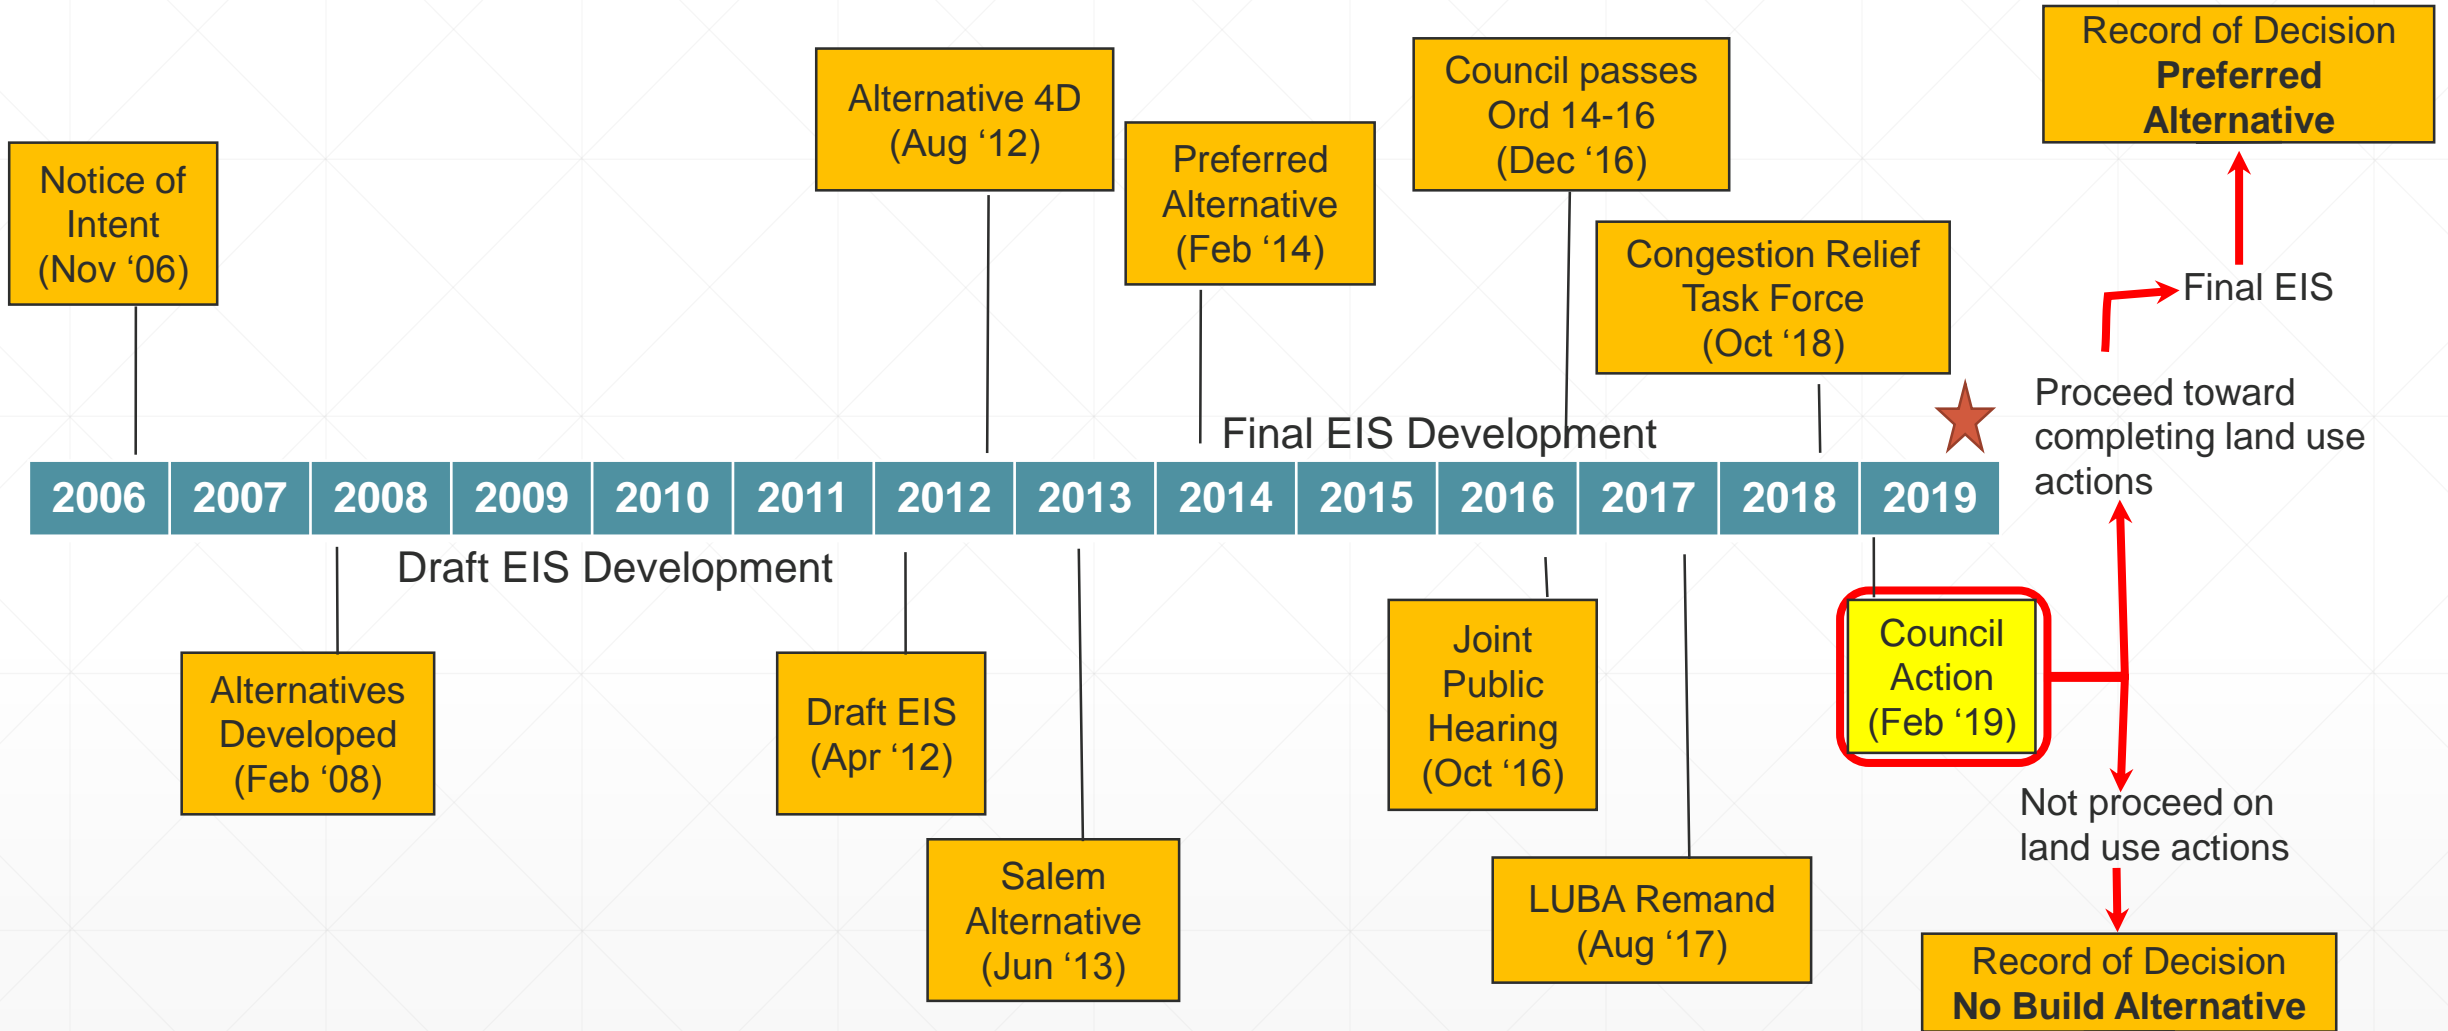 Notice of
Intent
(Nov ‘06)
Alternative 4D
(Aug ‘12)
Preferred
Alternative
(Feb ‘14)
Council passes
Ord 14-16
(Dec ‘16)
Congestion Relief
Task Force
(Oct ‘18)
Record of Decision
Preferred
Alternative
Final EIS
Proceed toward
completing land use
actions
Final EIS Development
2006 2007 2008 2009 2010 2011 2012 2013 2014 2015 2016 2017 2018 2019
Draft EIS Development
Alternatives
Developed
(Feb ‘08)
Draft EIS
(Apr ‘12)
Salem
Alternative
(Jun ‘13)
Joint
Public
Hearing
(Oct ‘16)
LUBA Remand
(Aug ‘17)
Council
Action
(Feb ‘19)
Not proceed on
land use actions
Record of Decision
No Build Alternative